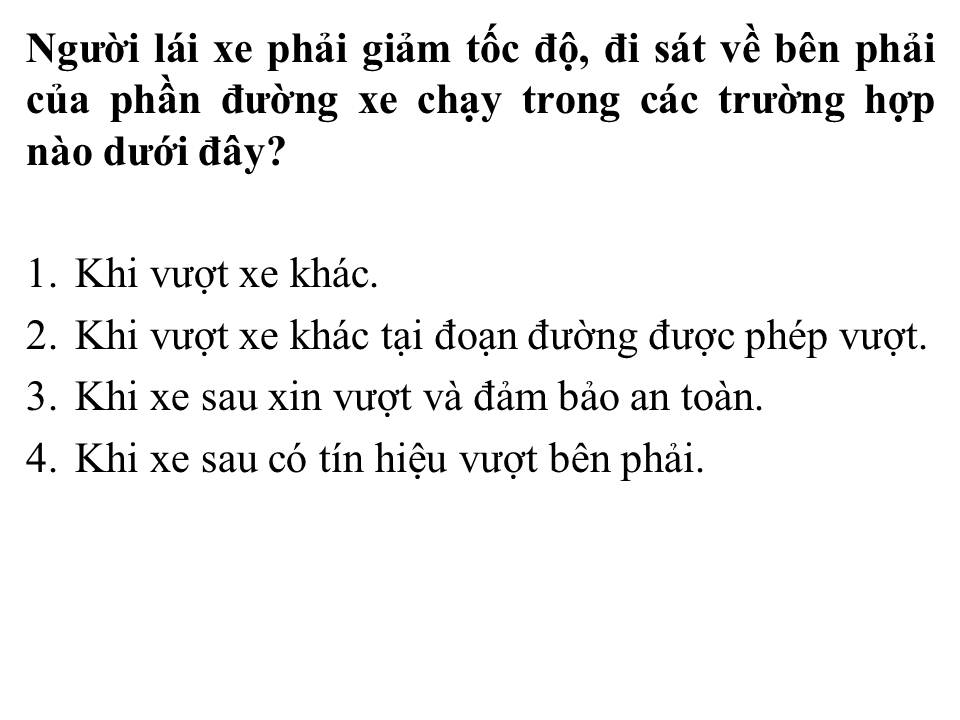 Người lái xe phải giảm tốc độ, đi sát về bên phải
của phần đường xe chạy trong các trường hợp
nào dưới đây?
1. Khi vượt xe khác.
2. Khi vượt xe khác tại đoạn đường được phép vượt.
3. Khi xe sau xin vượt và đảm bảo an toàn.
4. Khi xe sau có tín hiệu vượt bên phải.